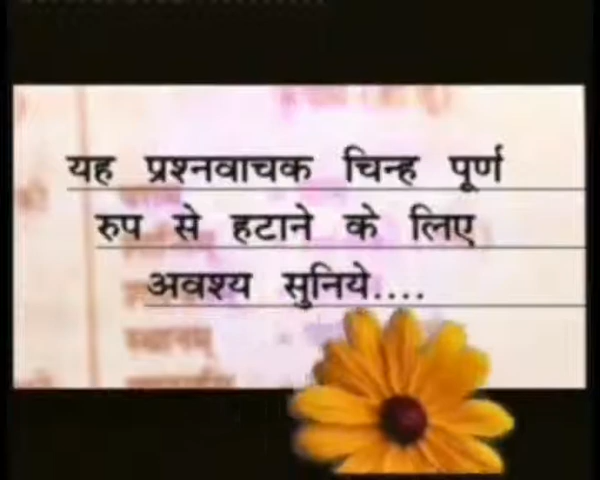 यह प्रश्नवाचक चिन्ह पूर्ण
रुप से हटाने के लिए
अवश्य सुनिये....